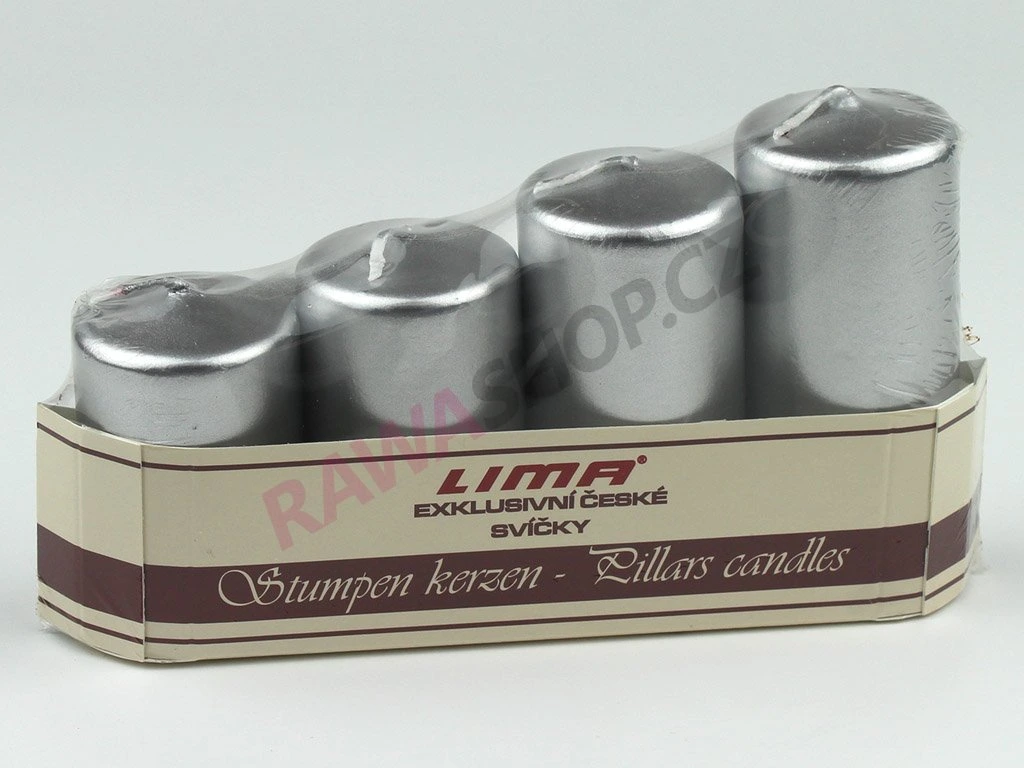 RAWASHOP.CZ
LIMA®
EXKLUSIVNÍ ČESKÉ
SVÍČKY
Stumpen kerzen - Pillars candles